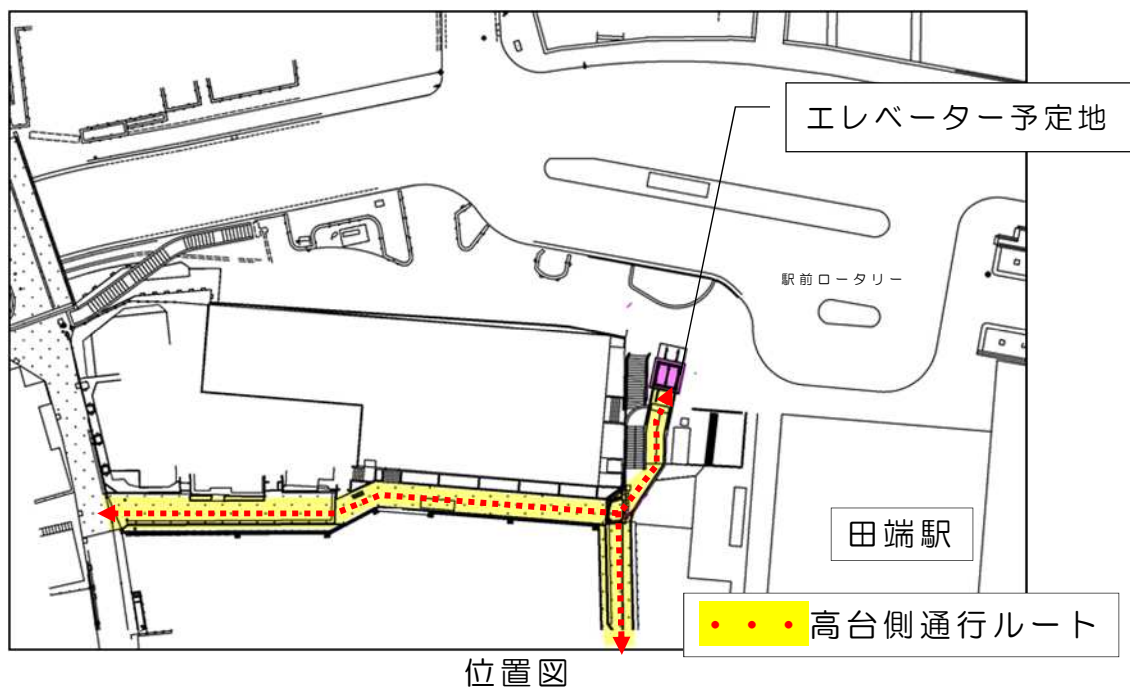 エレベーター予定地
駅前ロータリー
田端駅
高台側通行ルート
位置図